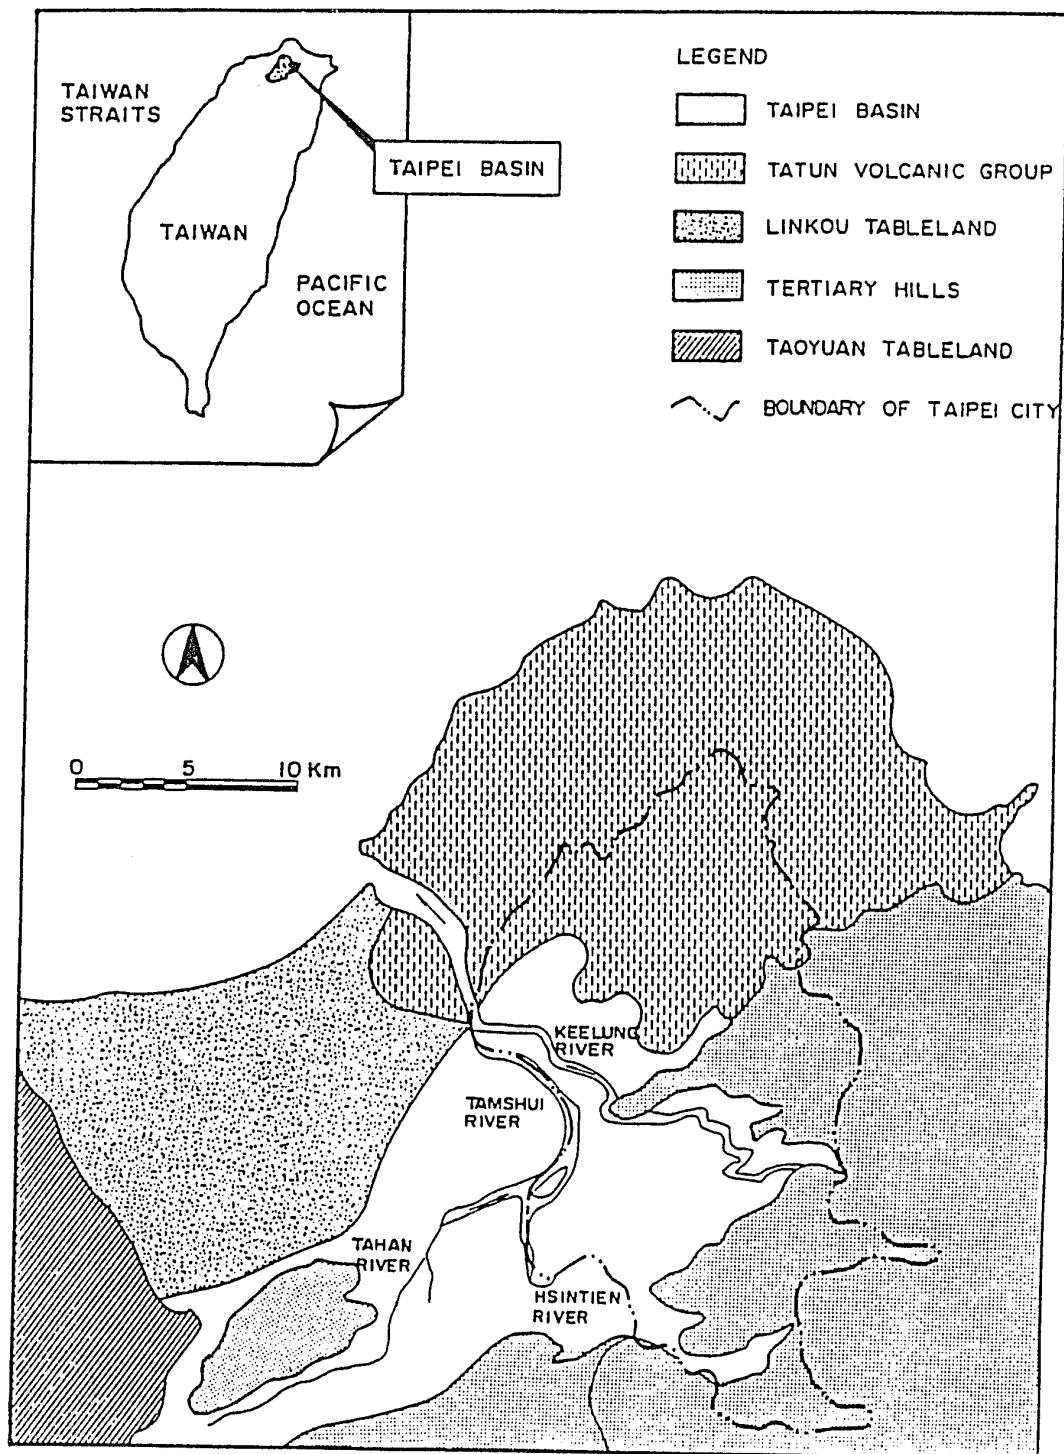 TAIWAN
STRAITS
TAIPEI BASIN
TAIWAN
PACIFIC
OCEAN
LEGEND
TAIPEI BASIN
TATUN VOLCANIC GROUP
LINKOU TABLELAND
TERTIARY HILLS
TAOYUAN TABLELAND
BOUNDARY OF TAIPEI CITY
0 5 10 Km
KEELUNG
RIVER
TAMSHUI
RIVER
TAHAN
RIVER
HSINTIEN
RIVER